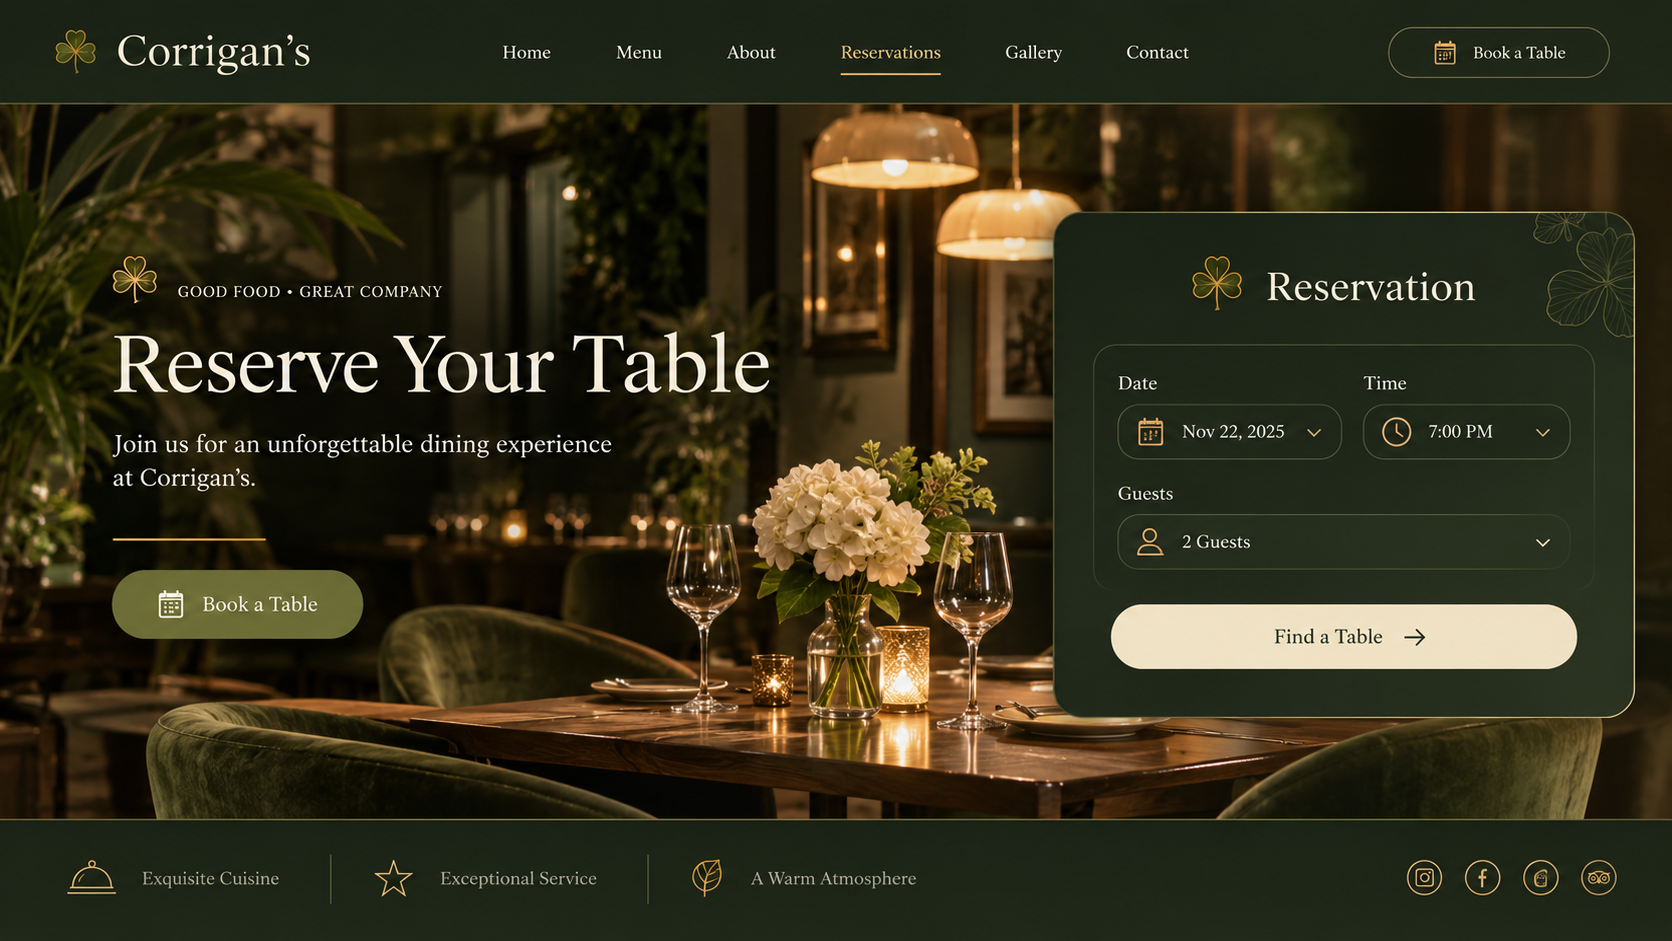 Corrigan’s
Home
Menu
About
Reservations
Gallery
Contact
Book a Table
GOOD FOOD • GREAT COMPANY
Reserve Your Table
Join us for an unforgettable dining experience
at Corrigan’s.
Book a Table
Reservation
Date
Time
Nov 22, 2025
7:00 PM
Guests
2 Guests
Find a Table
Exquisite Cuisine
Exceptional Service
A Warm Atmosphere